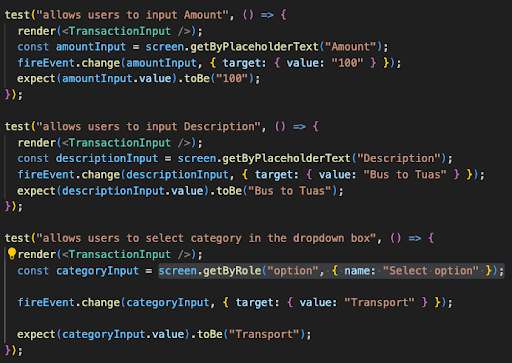 test("allows users to input Amount", () => {
  render(<TransactionInput />);
  const amountInput = screen.getByPlaceholderText("Amount");
  fireEvent.change(amountInput, { target: { value: "100" } });
  expect(amountInput.value).toBe("100");
});
test("allows users to input Description", () => {
  render(<TransactionInput />);
  const descriptionInput = screen.getByPlaceholderText("Description");
  fireEvent.change(descriptionInput, { target: { value: "Bus to Tuas" } });
  expect(descriptionInput.value).toBe("Bus to Tuas");
});
test("allows users to select category in the dropdown box", () => {
  render(<TransactionInput />);
  const categoryInput = screen.getByRole("option", { name: "Select option" });
  fireEvent.change(categoryInput, { target: { value: "Transport" } });
  expect(categoryInput.value).toBe("Transport");
});